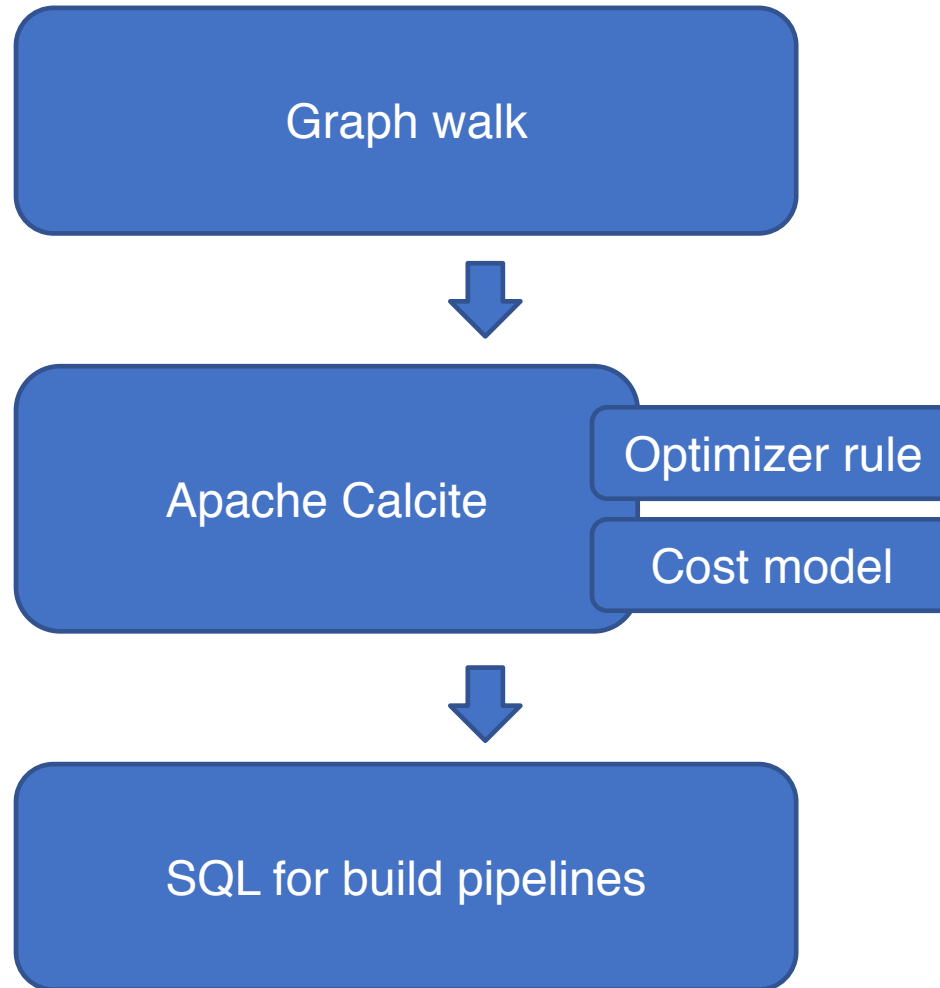 Graph walk
Apache Calcite
Optimizer rule
Cost model
SQL for build pipelines